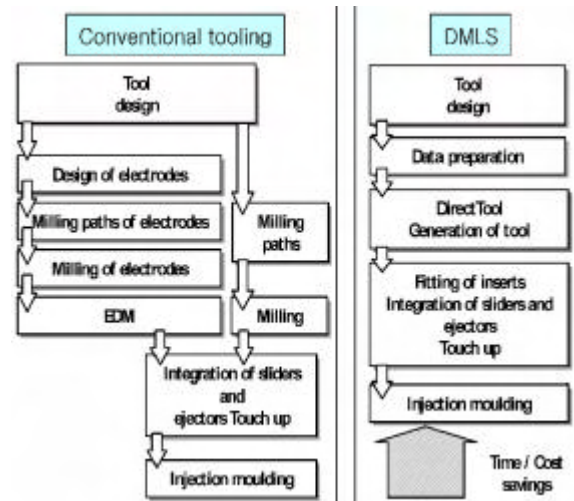 Conventional tooling
Tool
design
Design of electrodes
Milling paths of electrodes
Milling of electrodes
EDM
Milling
paths
Milling
Integration of sliders
and
ejectors Touch up
Injection moulding
DMLS
Tool
design
Data preparation
DirectTool
Generation of tool
Fitting of inserts
Integration of sliders and
ejectors
Touch up
Injection moulding
Time / Cost
savings